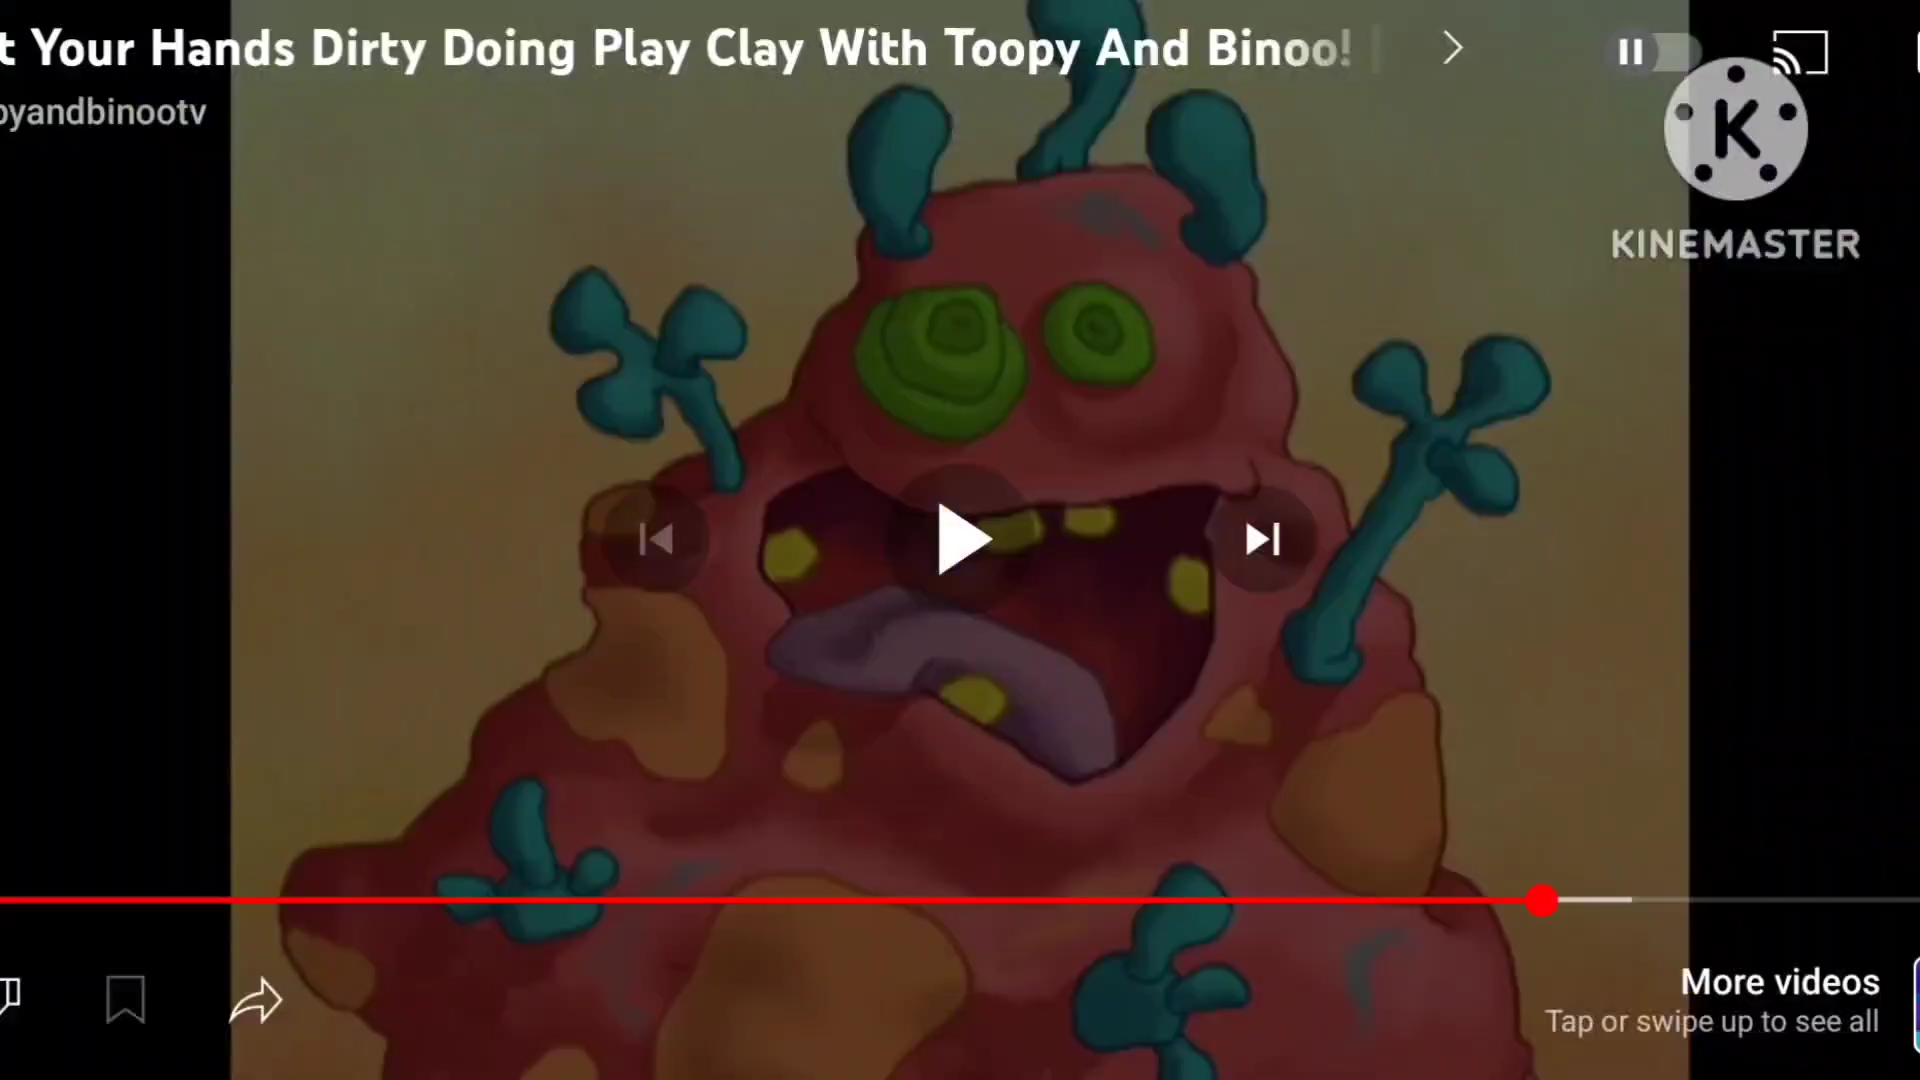 t Your Hands Dirty Doing Play Clay With Toopy And Binoo!
oyandbinootv
K
KINEMASTER
More videos
Tap or swipe up to see all